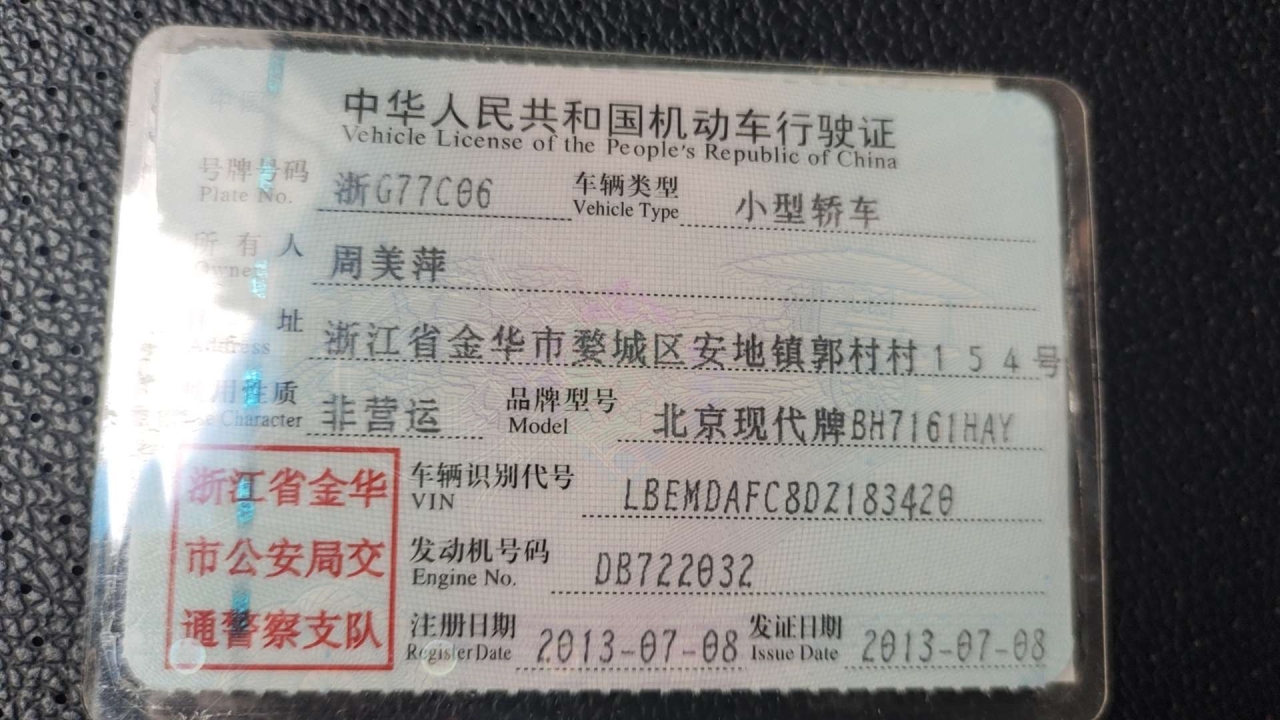 中华人民共和国机动车行驶证
Vehicle License of the People's Republic of China
号牌号码 浙G77C06 车辆类型 小型轿车
Plate No. Vehicle Type
所有人 周美萍
Owner
址 浙江省金华市婺城区安地镇郭村村154号
Address
使用性质 非营运 品牌型号 北京现代牌BH7161HAY
Character Model
浙江省金华
市公安局交
通警察支队
车辆识别代号 LBEMDAFC8DZ183420
VIN
发动机号码 DB722032
Engine No.
注册日期 2013-07-08 发证日期 2013-07-08
Register Date Issue Date